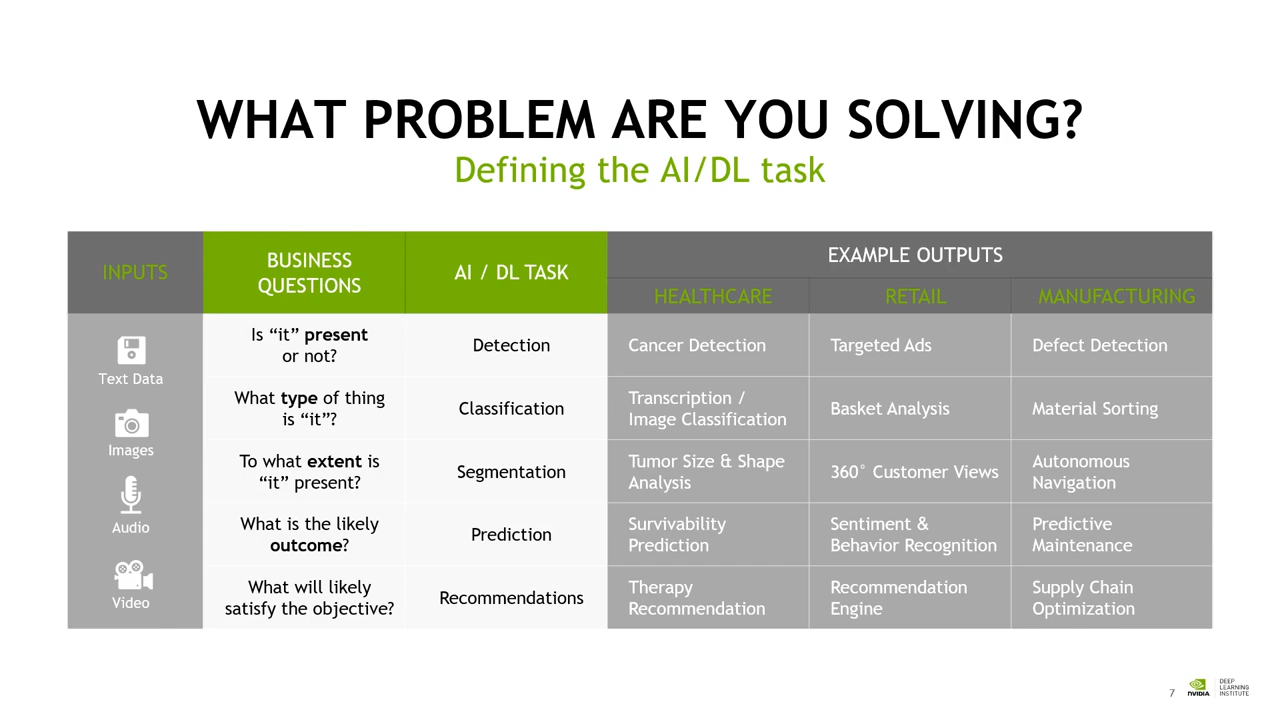 WHAT PROBLEM ARE YOU SOLVING?
Defining the AI/DL task
INPUTS
BUSINESS
QUESTIONS
AI / DL TASK
EXAMPLE OUTPUTS
HEALTHCARE
RETAIL
MANUFACTURING
Text Data
Images
Audio
Video
Is “it” present
or not?
Detection
Cancer Detection
Targeted Ads
Defect Detection
What type of thing
is “it”?
Classification
Transcription /
Image Classification
Basket Analysis
Material Sorting
To what extent is
“it” present?
Segmentation
Tumor Size & Shape
Analysis
360° Customer Views
Autonomous
Navigation
What is the likely
outcome?
Prediction
Survivability
Prediction
Sentiment &
Behavior Recognition
Predictive
Maintenance
What will likely
satisfy the objective?
Recommendations
Therapy
Recommendation
Recommendation
Engine
Supply Chain
Optimization
7
NVIDIA
DEEP
LEARNING
INSTITUTE